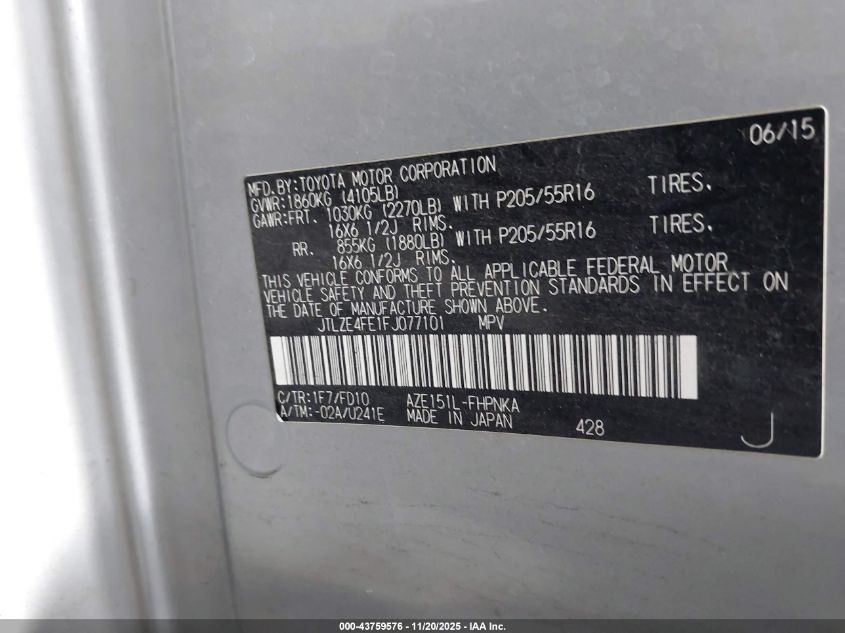 06/15
MFD. BY: TOYOTA MOTOR CORPORATION
GVWR: 1860KG (4105LB)
GAWR: FRT. 1030KG (2270LB) WITH P205/55R16 TIRES.
16X6 1/2J RIMS.
RR. 855KG (1880LB) WITH P205/55R16 TIRES.
16X6 1/2J RIMS.
THIS VEHICLE CONFORMS TO ALL APPLICABLE FEDERAL MOTOR
VEHICLE SAFETY AND THEFT PREVENTION STANDARDS IN EFFECT ON
THE DATE OF MANUFACTURE SHOWN ABOVE.
JTLZE4FE1FJ077101 MPV
C/TR: 1F7/FD10 AZE151L-FHPNKA
A/TM: -02A/U241E MADE IN JAPAN 428 J
000-43759576 - 11/20/2025 - IAA Inc.